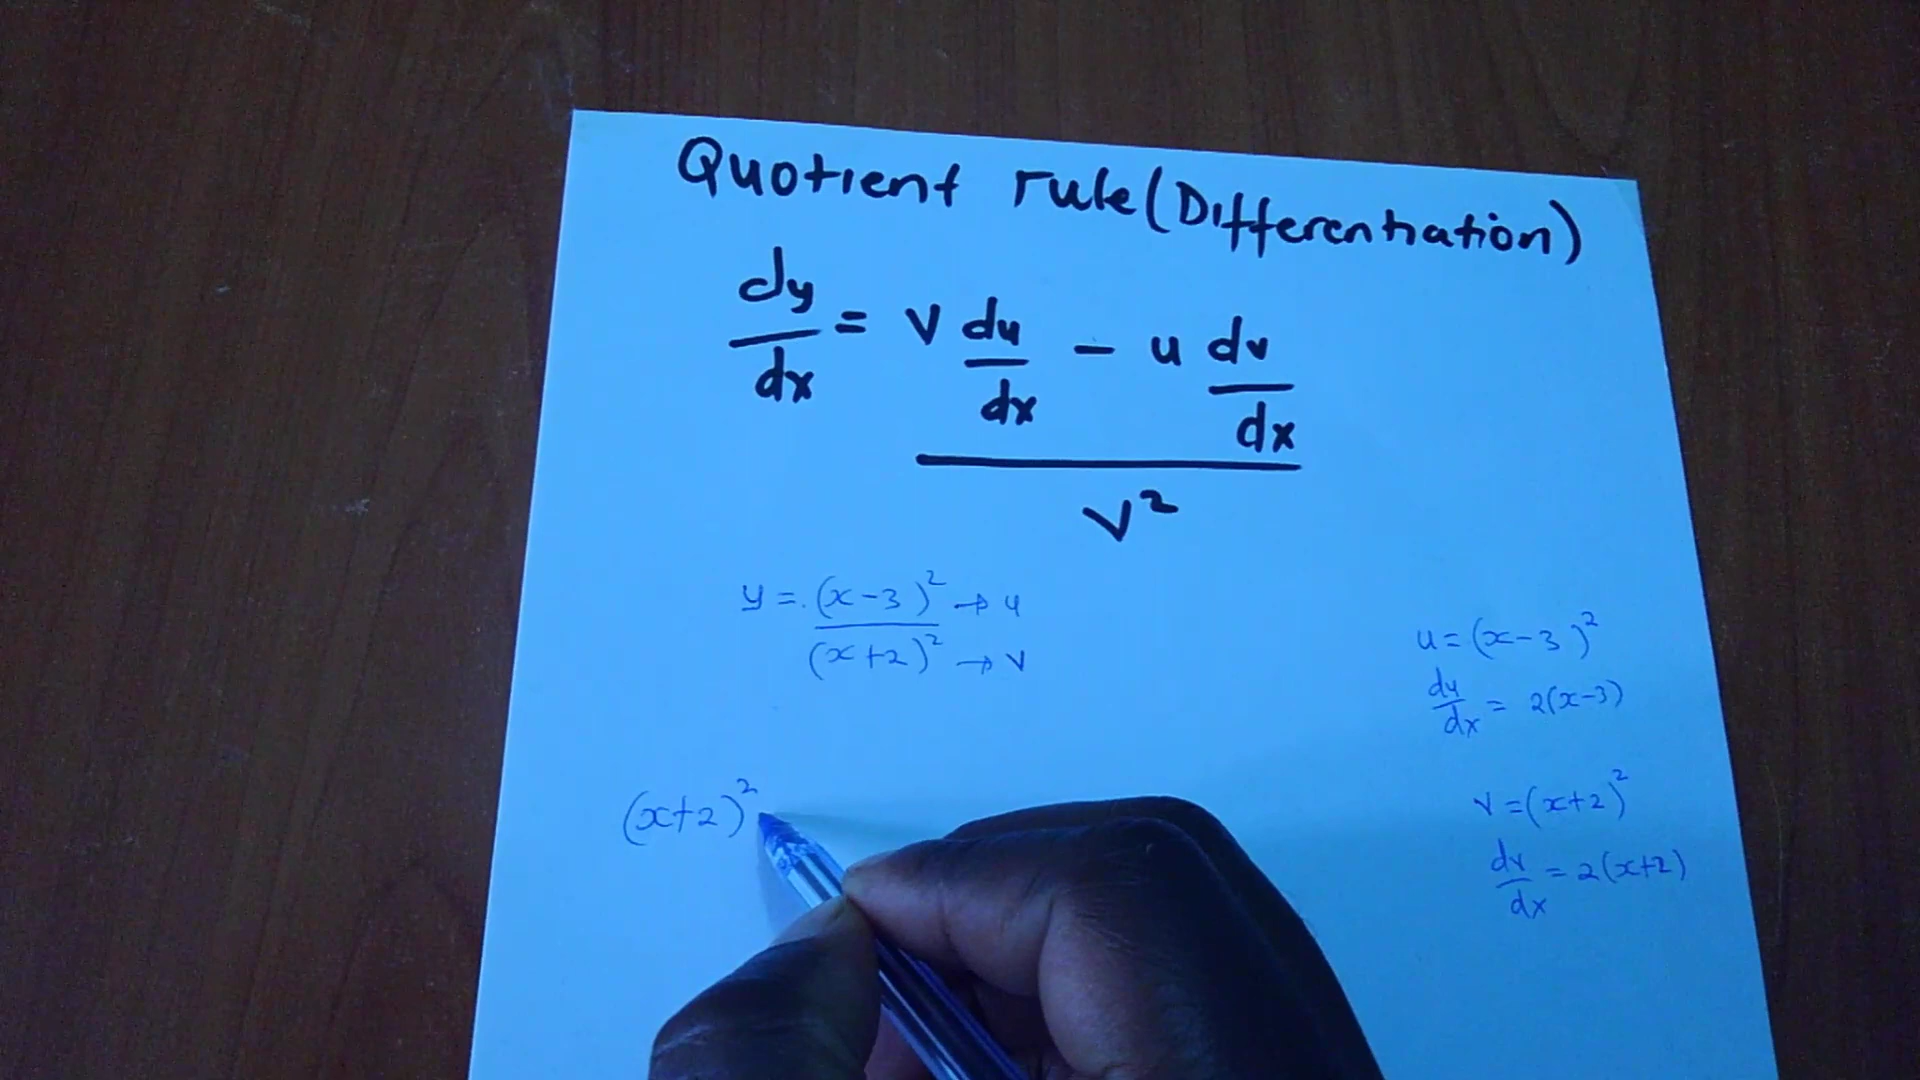 Quotient rule (Differentiation)
dy/dx = v du/dx - u dv/dx
v²
y = (x-3)² → u
(x+2)² → v
u = (x-3)²
du/dx = 2(x-3)
(x+2)²
v = (x+2)²
dv/dx = 2(x+2)